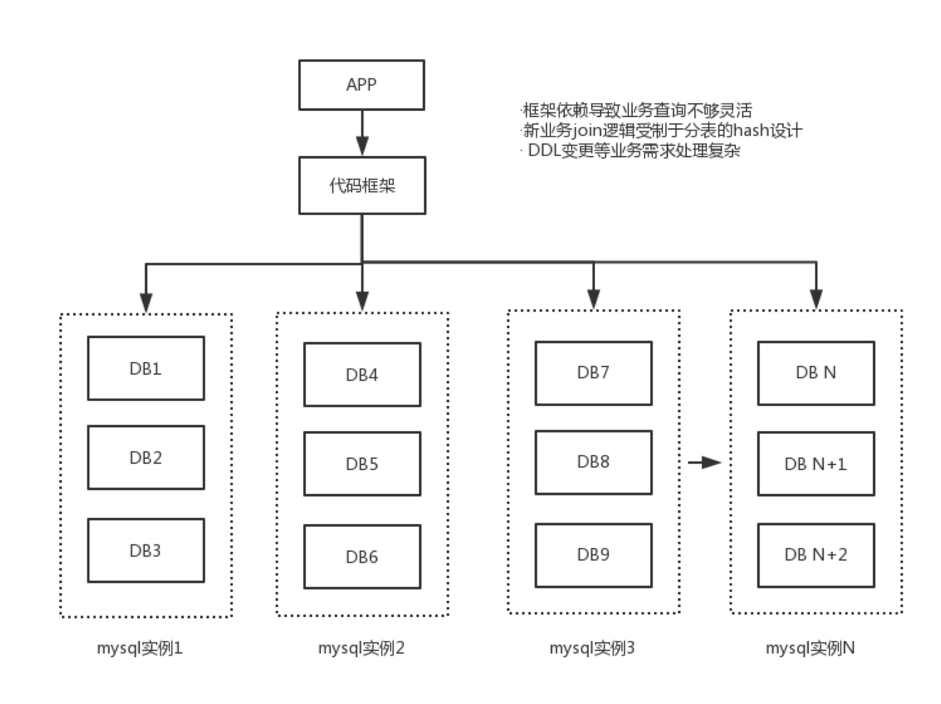 APP
·框架依赖导致业务查询不够灵活
·新业务join逻辑受制于分表的hash设计
· DDL变更等业务需求处理复杂
代码框架
DB1
DB2
DB3
mysql实例1
DB4
DB5
DB6
mysql实例2
DB7
DB8
DB9
mysql实例3
DB N
DB N+1
DB N+2
mysql实例N